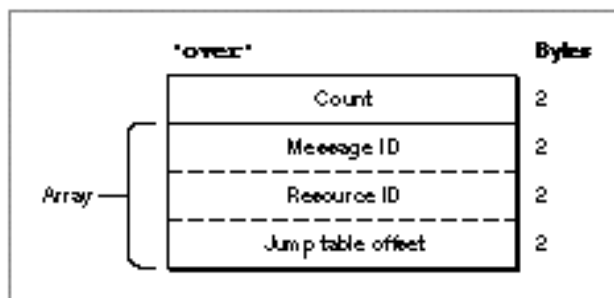 'over' Bytes
Count 2
Message ID 2
Array
Resource ID 2
Jump table offset 2